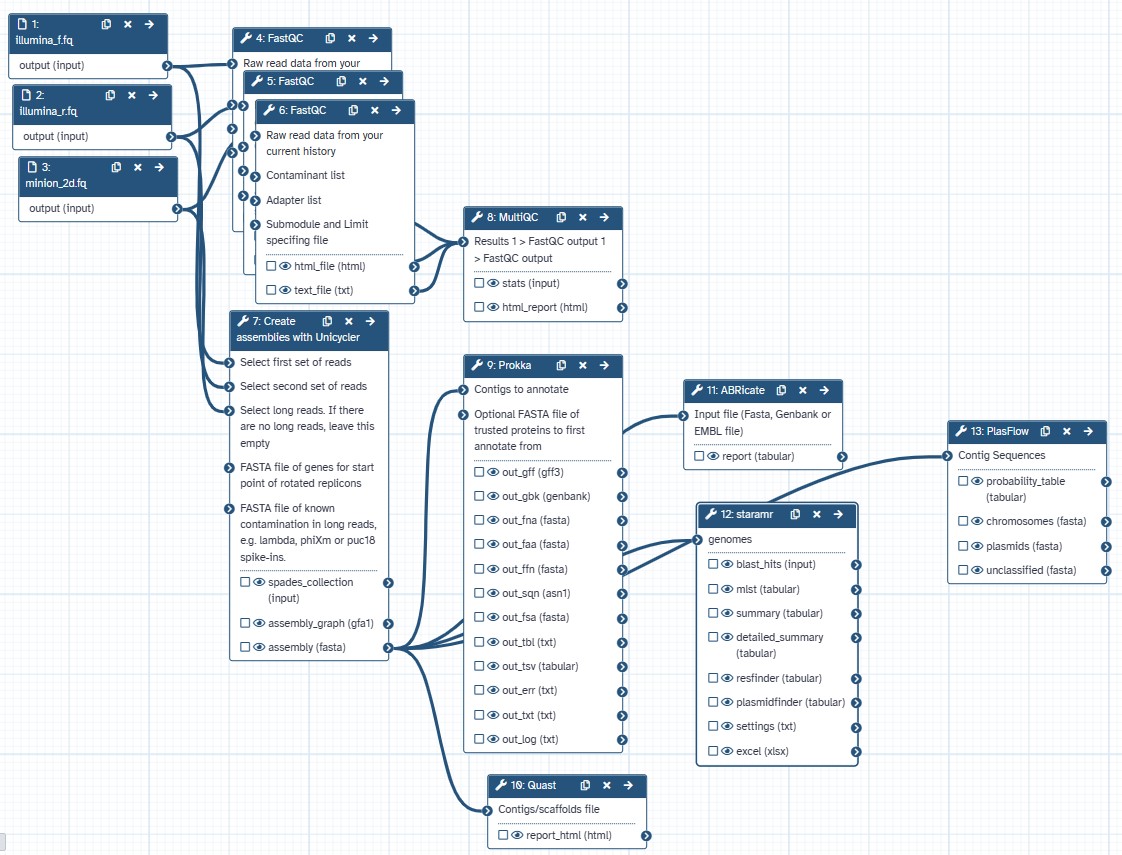 1:
illumina_f.fq
output (input)
2:
illumina_r.fq
output (input)
3:
minion_2d.fq
output (input)
4: FastQC
Raw read data from your
5: FastQC
6: FastQC
Raw read data from your
current history
Contaminant list
Adapter list
Submodule and Limit
specifing file
html_file (html)
text_file (txt)
7: Create
assemblies with Unicycler
Select first set of reads
Select second set of reads
Select long reads. If there
are no long reads, leave this
empty
FASTA file of genes for start
point of rotated replicons
FASTA file of known
contamination in long reads,
e.g. lambda, phiXm or puc18
spike-ins.
spades_collection
(input)
assembly_graph (gfa1)
assembly (fasta)
8: MultiQC
Results 1 > FastQC output 1
> FastQC output
stats (input)
html_report (html)
9: Prokka
Contigs to annotate
Optional FASTA file of
trusted proteins to first
annotate from
out_gff (gff3)
out_gbk (genbank)
out_fna (fasta)
out_faa (fasta)
out_ffn (fasta)
out_sqn (asn1)
out_fsa (fasta)
out_tbl (txt)
out_tsv (tabular)
out_err (txt)
out_txt (txt)
out_log (txt)
10: Quast
Contigs/scaffolds file
report_html (html)
11: ABRicate
Input file (Fasta, Genbank or
EMBL file)
report (tabular)
12: staramr
genomes
blast_hits (input)
mlst (tabular)
summary (tabular)
detailed_summary
(tabular)
resfinder (tabular)
plasmidfinder (tabular)
settings (txt)
excel (xlsx)
13: PlasFlow
Contig Sequences
probability_table
(tabular)
chromosomes (fasta)
plasmids (fasta)
unclassified (fasta)